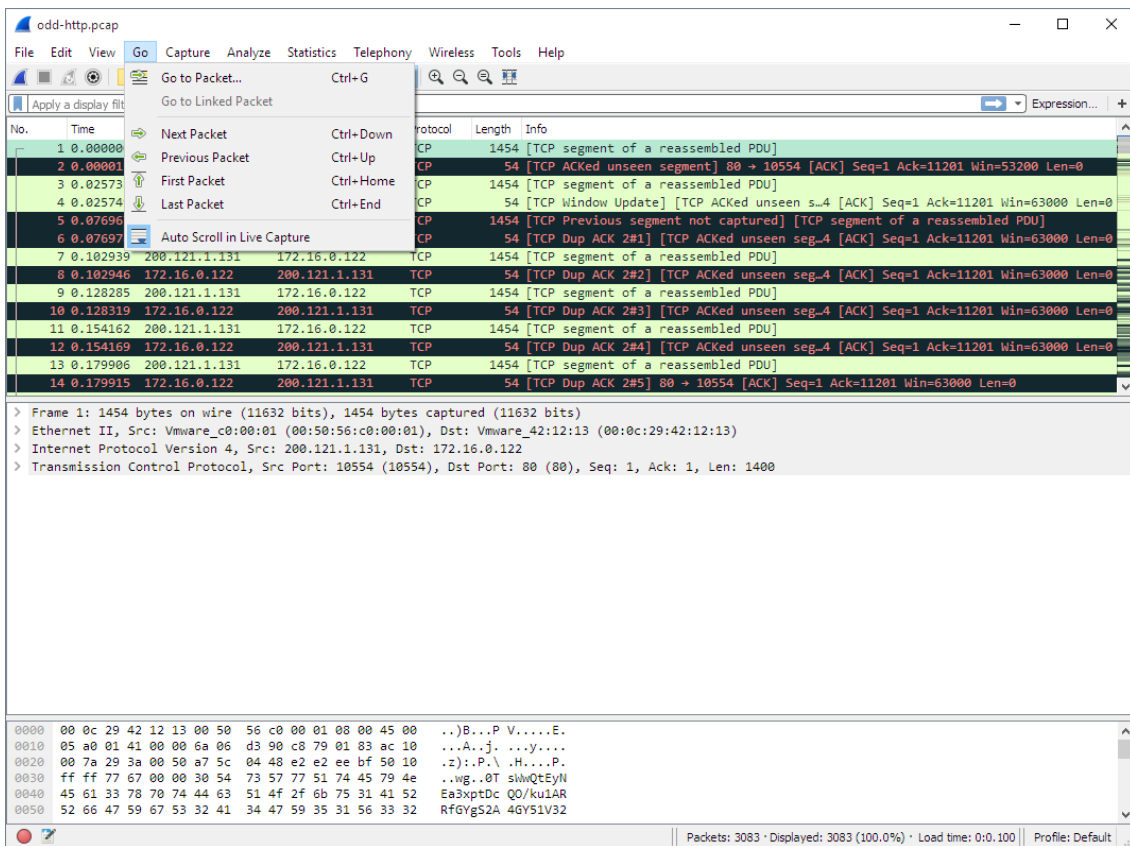 odd-http.pcap
File Edit View Go Capture Analyze Statistics Telephony Wireless Tools Help
Go to Packet... Ctrl+G
Go to Linked Packet
Next Packet Ctrl+Down
Previous Packet Ctrl+Up
First Packet Ctrl+Home
Last Packet Ctrl+End
Auto Scroll in Live Capture
Apply a display filt Expression... +
No. Time rotocol Length Info
1 0.00000 CP 1454 [TCP segment of a reassembled PDU]
2 0.00001 CP 54 [TCP ACKed unseen segment] 80 → 10554 [ACK] Seq=1 Ack=11201 Win=53200 Len=0
3 0.02573 CP 1454 [TCP segment of a reassembled PDU]
4 0.02574 CP 54 [TCP Window Update] [TCP ACKed unseen s…4 [ACK] Seq=1 Ack=11201 Win=63000 Len=0
5 0.07696 CP 1454 [TCP Previous segment not captured] [TCP segment of a reassembled PDU]
6 0.07697 CP 54 [TCP Dup ACK 2#1] [TCP ACKed unseen seg…4 [ACK] Seq=1 Ack=11201 Win=63000 Len=0
7 0.102939 200.121.1.131 172.16.0.122 TCP 1454 [TCP segment of a reassembled PDU]
8 0.102946 172.16.0.122 200.121.1.131 TCP 54 [TCP Dup ACK 2#2] [TCP ACKed unseen seg…4 [ACK] Seq=1 Ack=11201 Win=63000 Len=0
9 0.128285 200.121.1.131 172.16.0.122 TCP 1454 [TCP segment of a reassembled PDU]
10 0.128319 172.16.0.122 200.121.1.131 TCP 54 [TCP Dup ACK 2#3] [TCP ACKed unseen seg…4 [ACK] Seq=1 Ack=11201 Win=63000 Len=0
11 0.154162 200.121.1.131 172.16.0.122 TCP 1454 [TCP segment of a reassembled PDU]
12 0.154169 172.16.0.122 200.121.1.131 TCP 54 [TCP Dup ACK 2#4] [TCP ACKed unseen seg…4 [ACK] Seq=1 Ack=11201 Win=63000 Len=0
13 0.179906 200.121.1.131 172.16.0.122 TCP 1454 [TCP segment of a reassembled PDU]
14 0.179915 172.16.0.122 200.121.1.131 TCP 54 [TCP Dup ACK 2#5] 80 → 10554 [ACK] Seq=1 Ack=11201 Win=63000 Len=0
> Frame 1: 1454 bytes on wire (11632 bits), 1454 bytes captured (11632 bits)
> Ethernet II, Src: Vmware_c0:00:01 (00:50:56:c0:00:01), Dst: Vmware_42:12:13 (00:0c:29:42:12:13)
> Internet Protocol Version 4, Src: 200.121.1.131, Dst: 172.16.0.122
> Transmission Control Protocol, Src Port: 10554 (10554), Dst Port: 80 (80), Seq: 1, Ack: 1, Len: 1400
0000 00 0c 29 42 12 13 00 50 56 c0 00 01 08 00 45 00 ..)B...P V.....E.
0010 05 a0 01 41 00 00 6a 06 d3 90 c8 79 01 83 ac 10 ...A..j. ...y....
0020 00 7a 29 3a 00 50 a7 5c 04 48 e2 e2 ee bf 50 10 .z):.P.\ .H....P.
0030 ff ff 77 67 00 00 30 54 73 57 77 51 74 45 79 4e ..wg..0T sWwQtEyN
0040 45 61 33 78 70 74 44 63 51 4f 2f 6b 75 31 41 52 Ea3xptDc QO/ku1AR
0050 52 66 47 59 67 53 32 41 34 47 59 35 31 56 33 32 RfGYgS2A 4GY51V32
Packets: 3083 · Displayed: 3083 (100.0%) · Load time: 0:0.100 Profile: Default